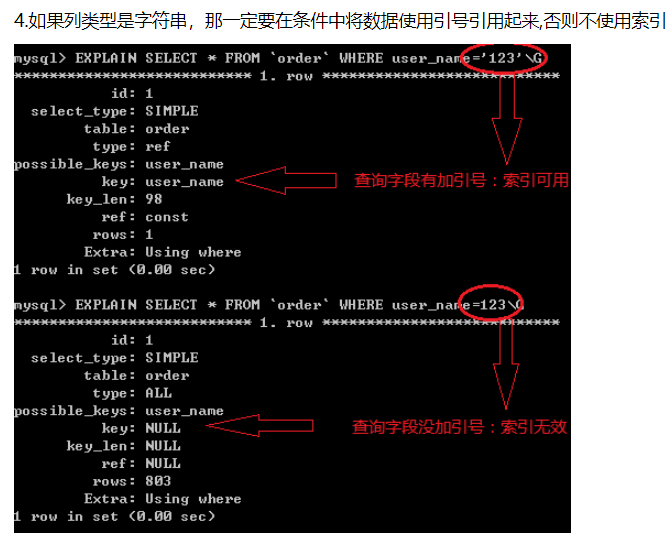 4.如果列类型是字符串，那一定要在条件中将数据使用引号引用起来,否则不使用索引
mysql> EXPLAIN SELECT * FROM `order` WHERE user_name='123'\G
*************************** 1. row ***************************
id: 1
select_type: SIMPLE
table: order
type: ref
possible_keys: user_name
key: user_name
查询字段有加引号：索引可用
key_len: 98
ref: const
rows: 1
Extra: Using where
1 row in set (0.00 sec)
mysql> EXPLAIN SELECT * FROM `order` WHERE user_name=123\G
*************************** 1. row ***************************
id: 1
select_type: SIMPLE
table: order
type: ALL
possible_keys: user_name
key: NULL
查询字段没加引号：索引无效
key_len: NULL
ref: NULL
rows: 803
Extra: Using where
1 row in set (0.00 sec)